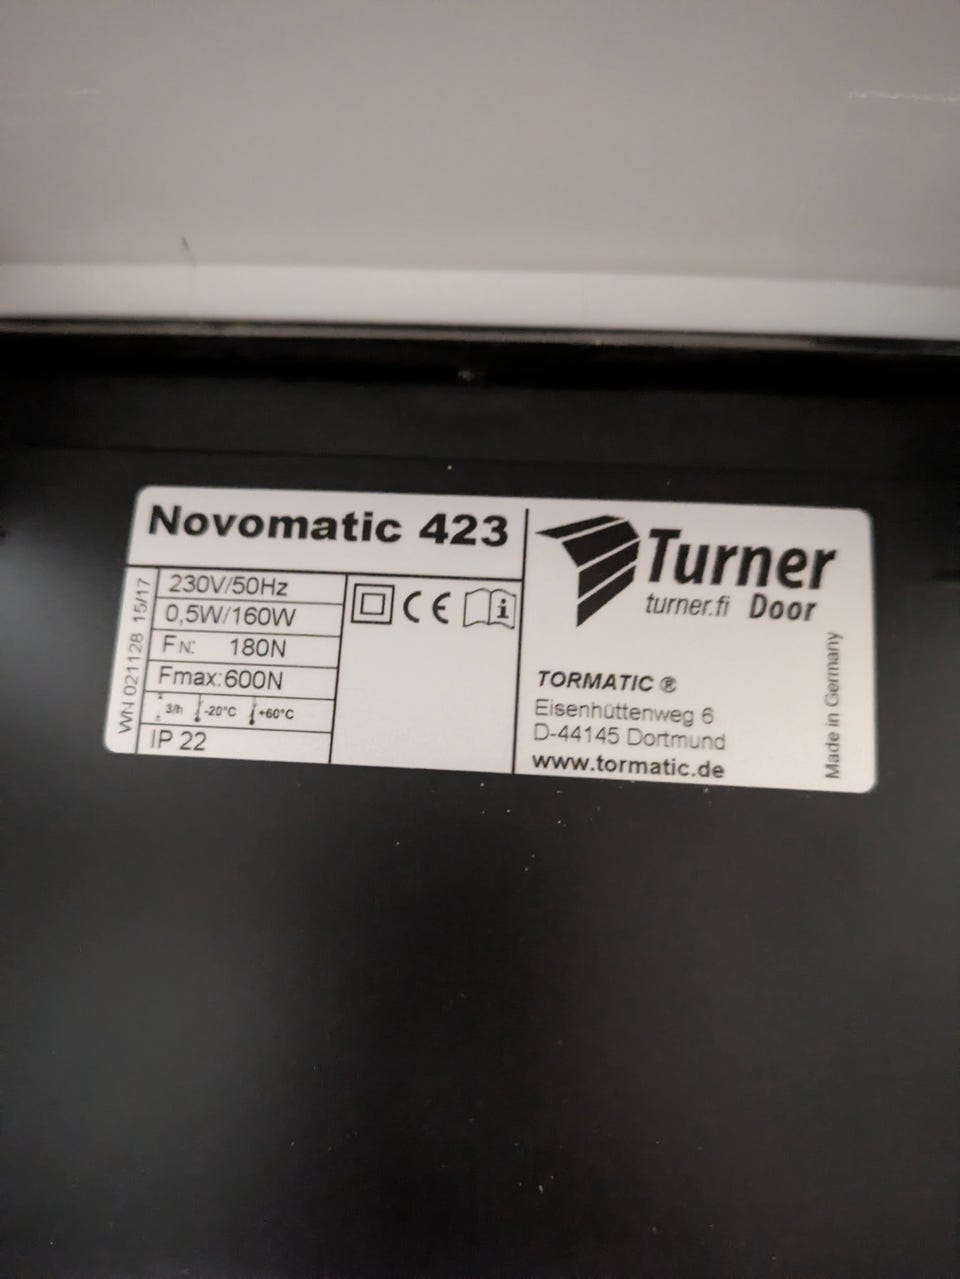 Novomatic 423
WN 021128 15/17
230V/50Hz
0,5W/160W
FN: 180N
Fmax:600N
3/h -20°C +60°C
IP 22
CE
i
Turner
turner.fi Door
TORMATIC ®
Eisenhüttenweg 6
D-44145 Dortmund
www.tormatic.de
Made in Germany